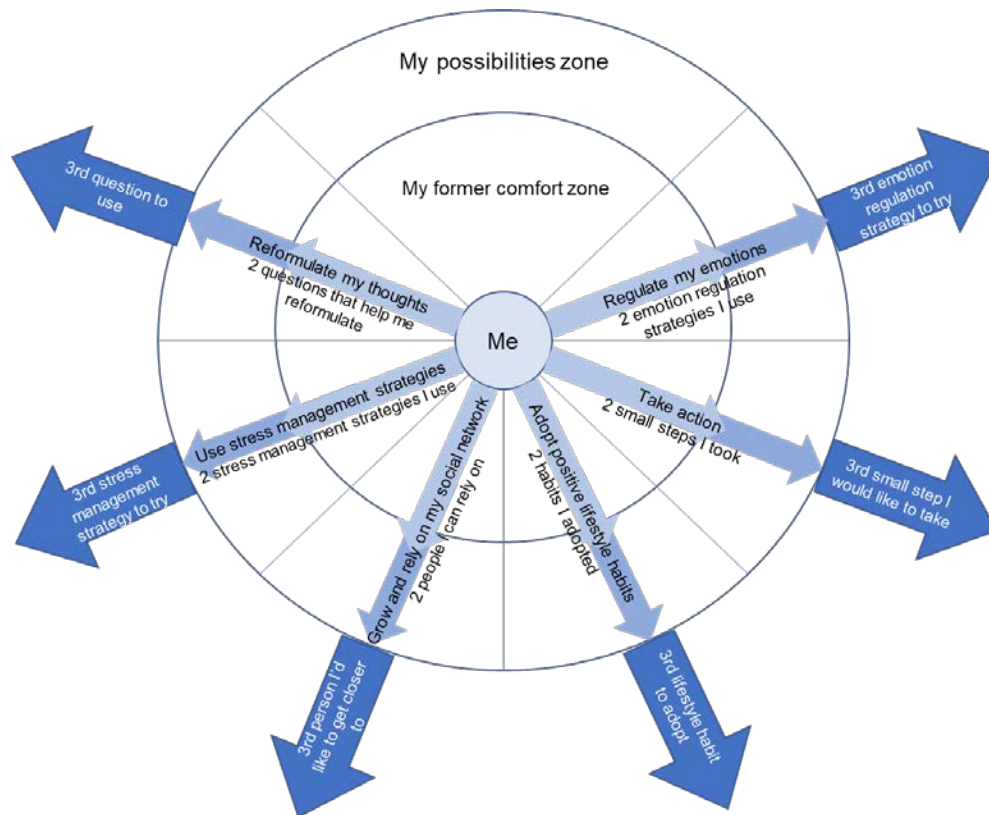 My possibilities zone
My former comfort zone
3rd question to
use
Reformulate my thoughts
2 questions that help me
reformulate
3rd emotion
regulation
strategy to try
Regulate my emotions
2 emotion regulation
strategies I use
Me
Use stress management strategies
2 stress management strategies I use
3rd stress
management
strategy to try
Take action
2 small steps I took
3rd small step I
would like to take
Grow and rely on my social network
2 people I can rely on
3rd person I'd
like to get closer
to
Adopt positive lifestyle habits
2 habits I adopted
3rd lifestyle habit
to adopt